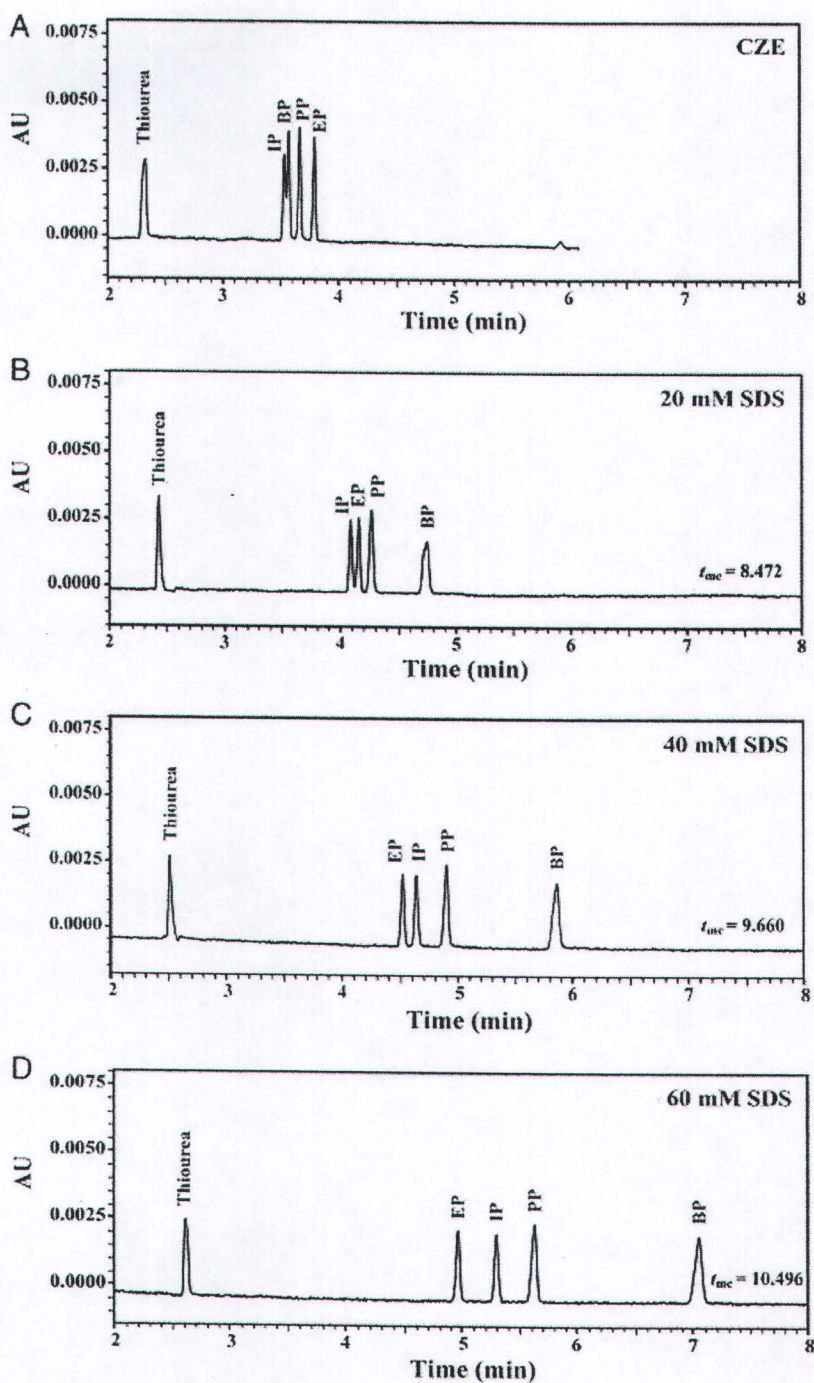 A
CZE
AU
0.0075
0.0050
0.0025
0.0000
Thiourea
IP
BP
PP
EP
2 3 4 5 6 7 8
Time (min)
B
20 mM SDS
AU
0.0075
0.0050
0.0025
0.0000
Thiourea
IP
EP
PP
BP
tmc = 8.472
2 3 4 5 6 7 8
Time (min)
C
40 mM SDS
AU
0.0075
0.0050
0.0025
0.0000
Thiourea
EP
IP
PP
BP
tmc = 9.660
2 3 4 5 6 7 8
Time (min)
D
60 mM SDS
AU
0.0075
0.0050
0.0025
0.0000
Thiourea
EP
IP
PP
BP
tmc = 10.496
2 3 4 5 6 7 8
Time (min)